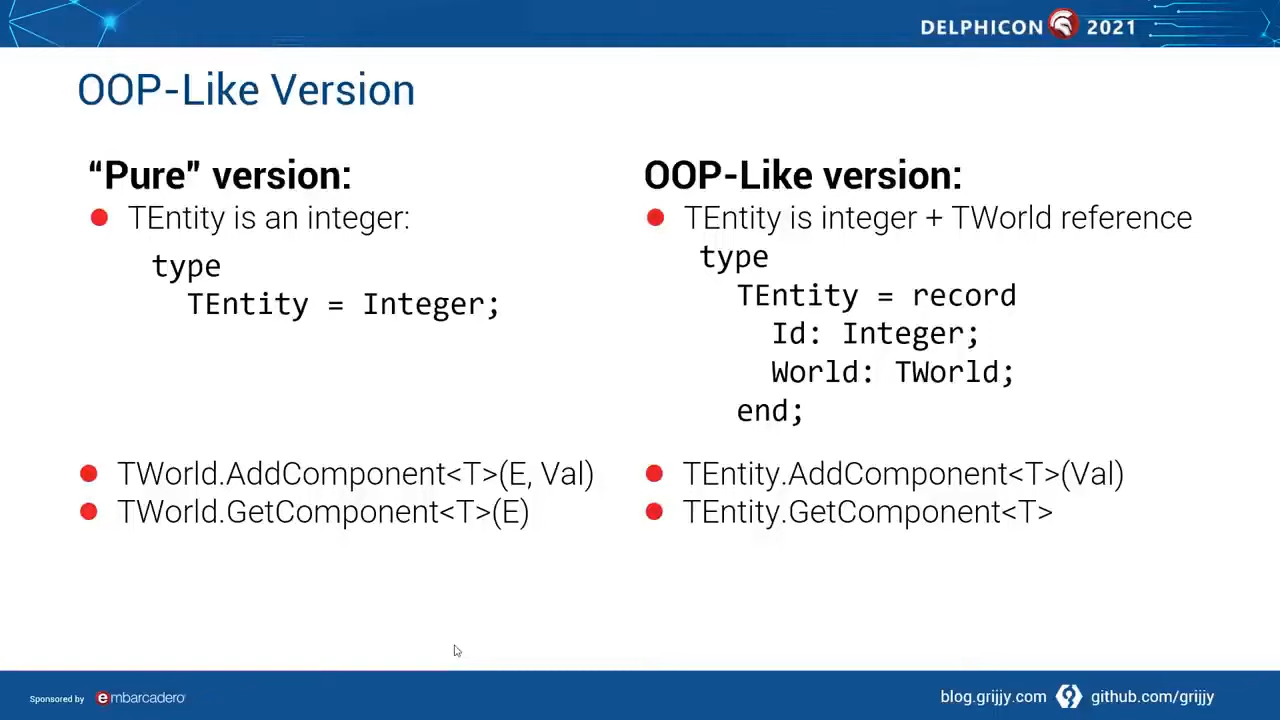 DELPHICON 2021
OOP-Like Version
“Pure” version:
TEntity is an integer:
type
TEntity = Integer;
TWorld.AddComponent<T>(E, Val)
TWorld.GetComponent<T>(E)
OOP-Like version:
TEntity is integer + TWorld reference
type
TEntity = record
Id: Integer;
World: TWorld;
end;
TEntity.AddComponent<T>(Val)
TEntity.GetComponent<T>
Sponsored by embarcadero
blog.grijjy.com github.com/grijjy